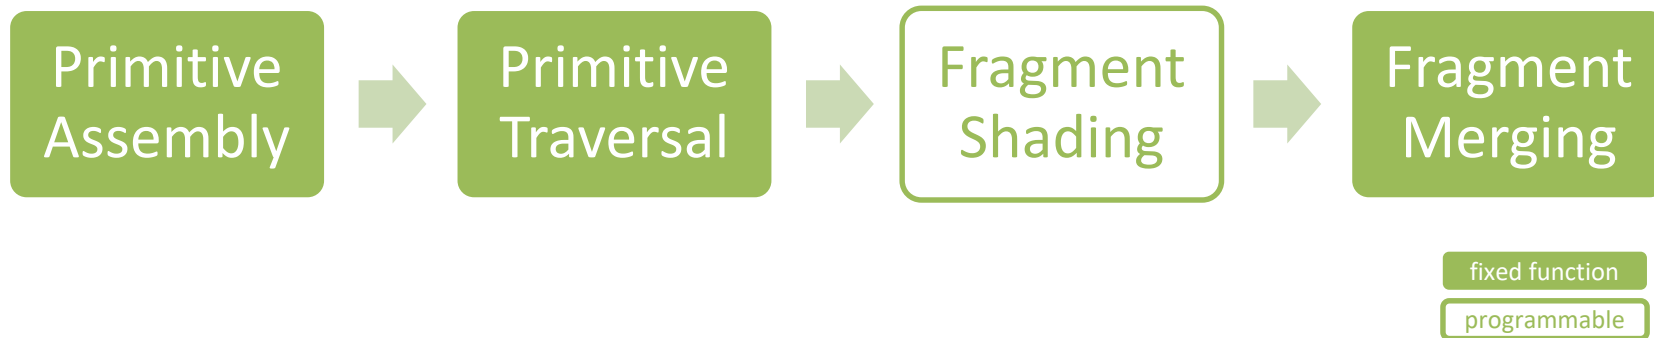 Primitive
Assembly
Primitive
Traversal
Fragment
Shading
Fragment
Merging
fixed function
programmable